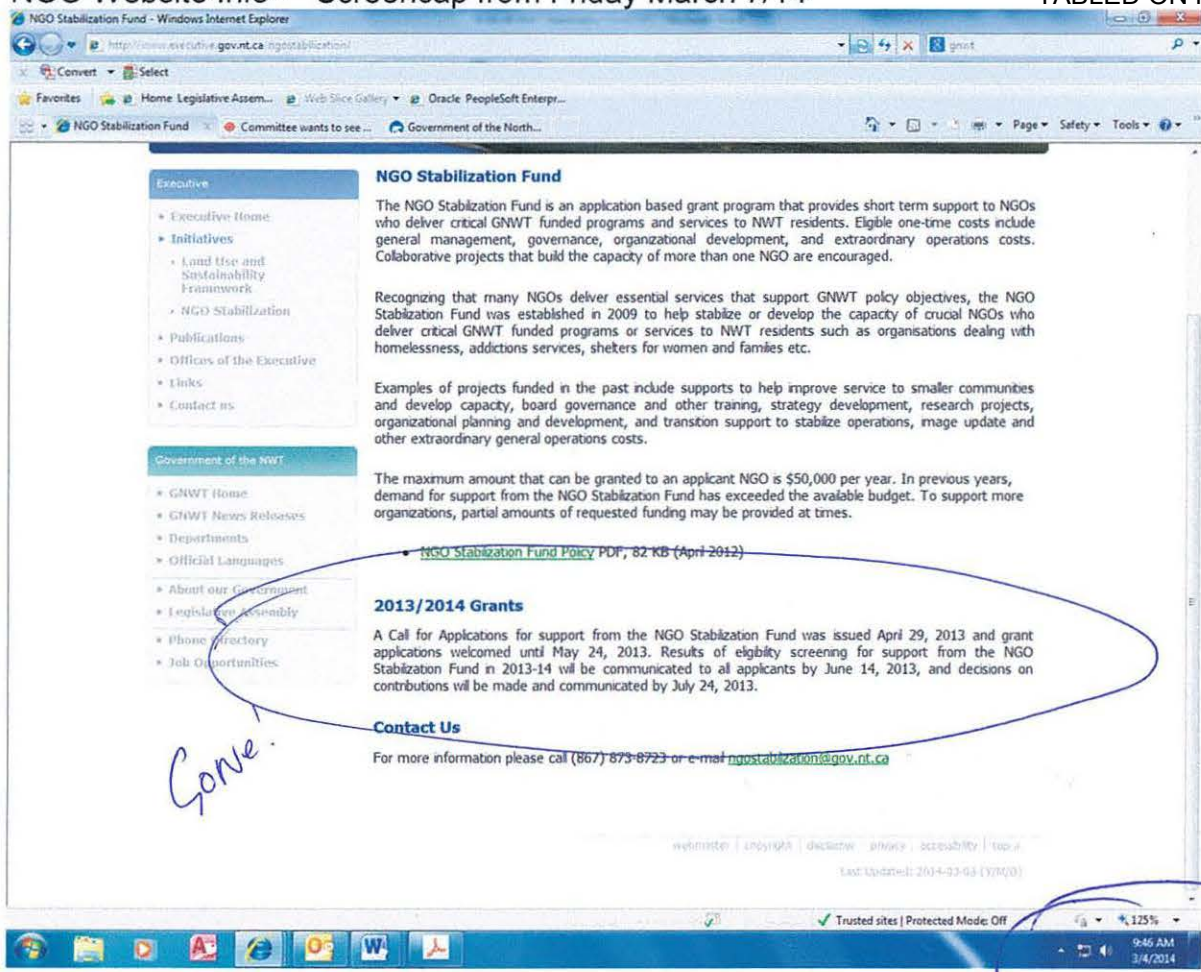 NGO Website Info - Screencap from Friday March 7/14
TABLED ON
NGO Stabilization Fund - Windows Internet Explorer
http://www.executive.gov.nt.ca/ngostabilization/
Convert Select
Favorites Home Legislative Assem... Web Slice Gallery Oracle PeopleSoft Enterpr...
NGO Stabilization Fund Committee wants to see ... Government of the North... Page Safety Tools
Executive
Executive Home
Initiatives
Land Use and
Sustainability
Framework
NGO Stabilization
Publications
Offices of the Executive
Links
Contact us
Government of the NWT
GNWT Home
GNWT News Releases
Departments
Official Languages
About our Government
Legislative Assembly
Phone Directory
Job Opportunities
NGO Stabilization Fund
The NGO Stabilization Fund is an application based grant program that provides short term support to NGOs
who deliver critical GNWT funded programs and services to NWT residents. Eligible one-time costs include
general management, governance, organizational development, and extraordinary operations costs.
Collaborative projects that build the capacity of more than one NGO are encouraged.
Recognizing that many NGOs deliver essential services that support GNWT policy objectives, the NGO
Stabilization Fund was established in 2009 to help stabilize or develop the capacity of crucial NGOs who
deliver critical GNWT funded programs or services to NWT residents such as organisations dealing with
homelessness, addictions services, shelters for women and families etc.
Examples of projects funded in the past include supports to help improve service to smaller communities
and develop capacity, board governance and other training, strategy development, research projects,
organizational planning and development, and transition support to stabilize operations, image update and
other extraordinary general operations costs.
The maximum amount that can be granted to an applicant NGO is $50,000 per year. In previous years,
demand for support from the NGO Stabilization Fund has exceeded the available budget. To support more
organizations, partial amounts of requested funding may be provided at times.
• NGO Stabilization Fund Policy PDF, 82 KB (April 2012)
2013/2014 Grants
A Call for Applications for support from the NGO Stabilization Fund was issued April 29, 2013 and grant
applications welcomed until May 24, 2013. Results of eligibility screening for support from the NGO
Stabilization Fund in 2013-14 will be communicated to all applicants by June 14, 2013, and decisions on
contributions will be made and communicated by July 24, 2013.
Contact Us
For more information please call (867) 873-8723 or e-mail ngostabilization@gov.nt.ca
Gone!
webmaster | copyright | disclaimer | privacy | accessibility | top
Last Updated: 2014-03-03 (Y/M/D)
Trusted sites | Protected Mode: Off 125%
9:46 AM
3/4/2014